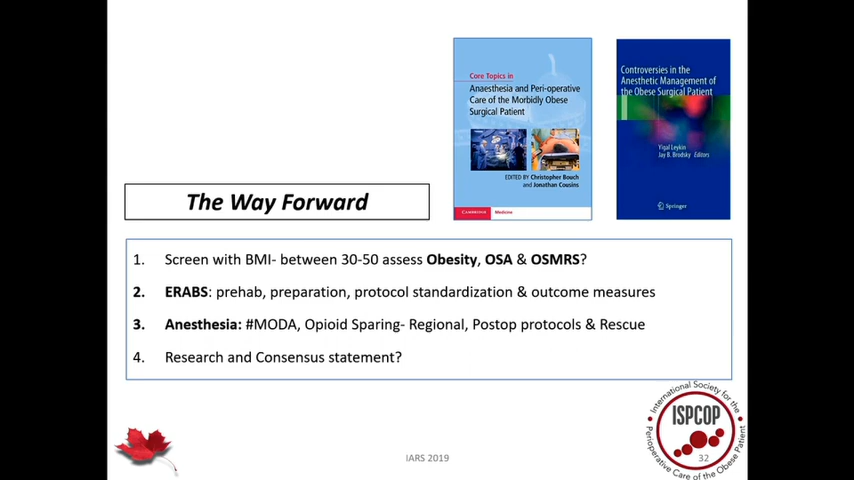 Core Topics in
Anaesthesia and Peri-operative
Care of the Morbidly Obese
Surgical Patient
EDITED BY Christopher Bouch
and Jonathan Cousins
CAMBRIDGE Medicine
Controversies in the
Anesthetic Management of
the Obese Surgical Patient
Yigal Leykin
Jay B. Brodsky Editors
Springer
The Way Forward
1. Screen with BMI- between 30-50 assess Obesity, OSA & OSMRS?
2. ERABS: prehab, preparation, protocol standardization & outcome measures
3. Anesthesia: #MODA, Opioid Sparing- Regional, Postop protocols & Rescue
4. Research and Consensus statement?
International Society for the
ISPCOP
Perioperative Care of the Obese Patient
IARS 2019
32